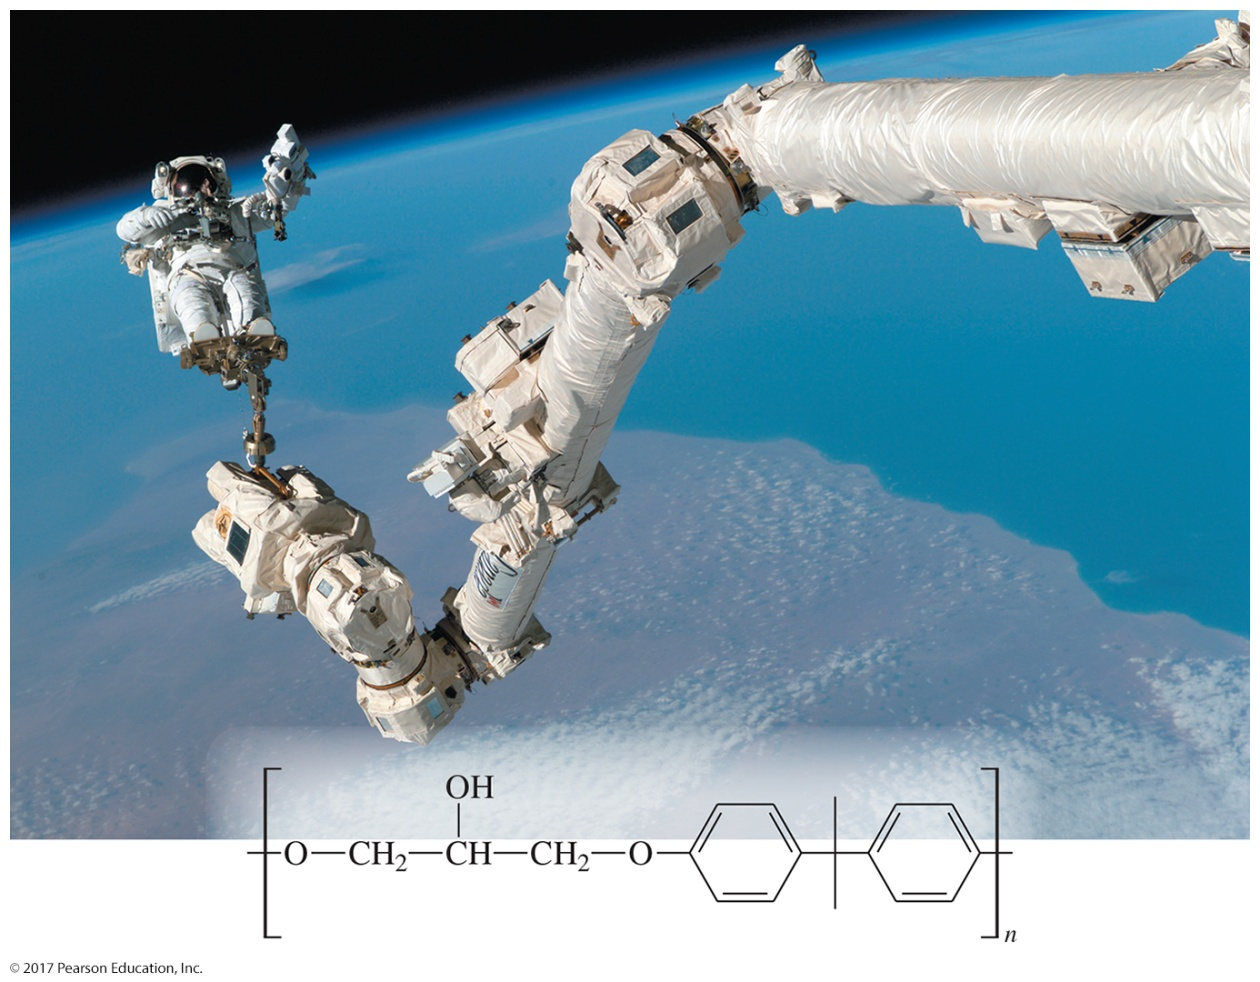 OH
O—CH₂—CH—CH₂—O
n
© 2017 Pearson Education, Inc.